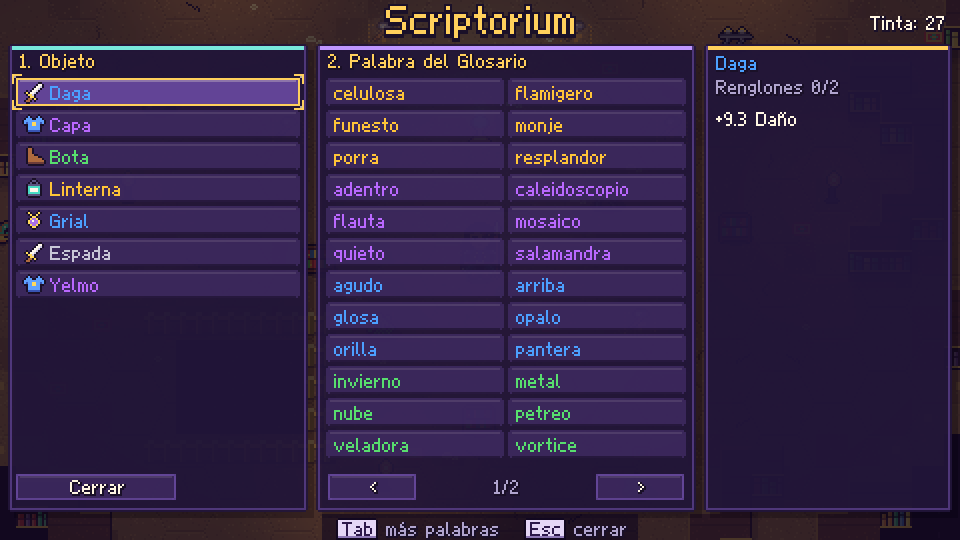 Scriptorium
Tinta: 27
1. Objeto
Daga
Capa
Bota
Linterna
Grial
Espada
Yelmo
Cerrar
2. Palabra del Glosario
celulosa flamigero
funesto monje
porra resplandor
adentro caleidoscopio
flauta mosaico
quieto salamandra
agudo arriba
glosa opalo
orilla pantera
invierno metal
nube petreo
veladora vortice
< 1/2 >
Daga
Renglones 0/2
+9.3 Daño
Tab más palabras Esc cerrar